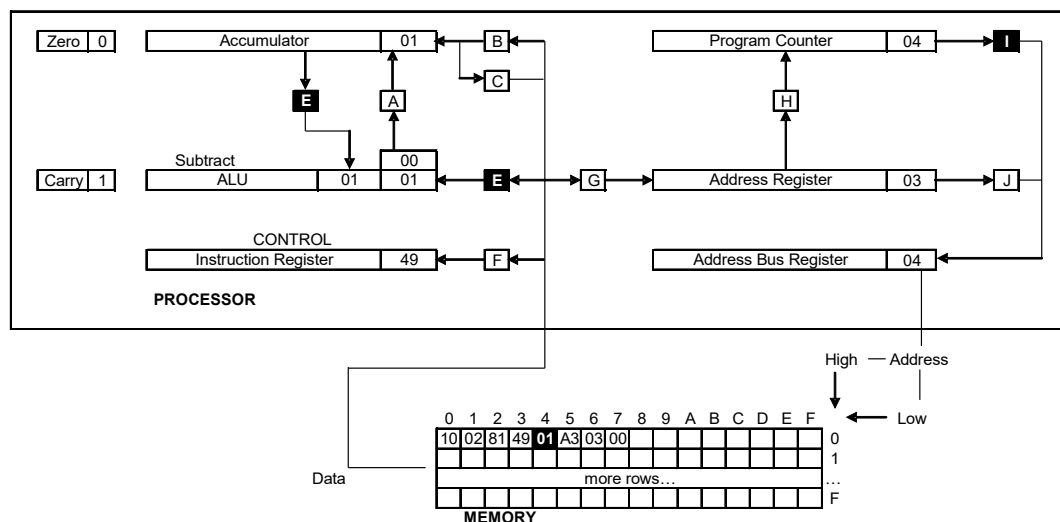 Zero 0 Accumulator 01 B Program Counter 04 I
C
E A H
Subtract 00
Carry 1 ALU 01 01 E G Address Register 03 J
CONTROL
Instruction Register 49 F Address Bus Register 04
PROCESSOR
High Address
0 1 2 3 4 5 6 7 8 9 A B C D E F Low
10 02 81 49 01 A3 03 00 0
1
Data more rows... ...
F
MEMORY